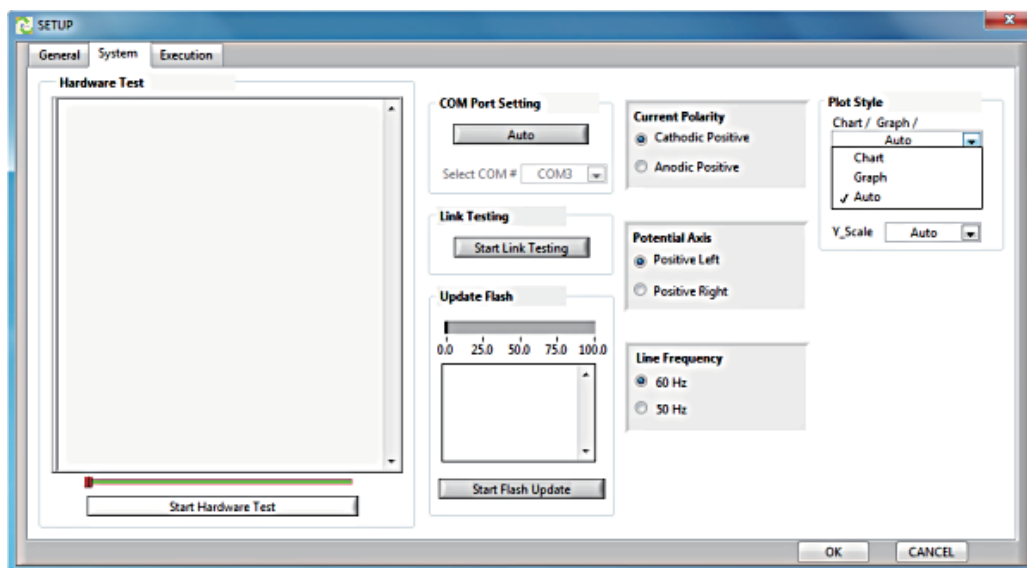 SETUP
General System Execution
Hardware Test
Start Hardware Test
COM Port Setting
Auto
Select COM # COM3
Link Testing
Start Link Testing
Update Flash
0.0 25.0 50.0 75.0 100.0
Start Flash Update
Current Polarity
Cathodic Positive
Anodic Positive
Potential Axis
Positive Left
Positive Right
Line Frequency
60 Hz
50 Hz
Plot Style
Chart / Graph /
Auto
Chart
Graph
✓ Auto
Y_Scale Auto
OK CANCEL